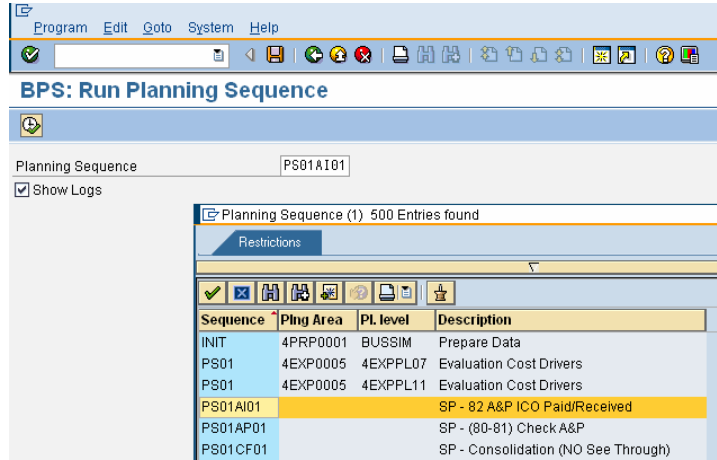 Program Edit Goto System Help
BPS: Run Planning Sequence
Planning Sequence PS01AI01
Show Logs
Planning Sequence (1) 500 Entries found
Restrictions
Sequence Plng Area Pl. level Description
INIT 4PRP0001 BUSSIM Prepare Data
PS01 4EXP0005 4EXPPL07 Evaluation Cost Drivers
PS01 4EXP0005 4EXPPL11 Evaluation Cost Drivers
PS01AI01 SP - 82 A&P ICO Paid/Received
PS01AP01 SP - (80-81) Check A&P
PS01CF01 SP - Consolidation (NO See Through)